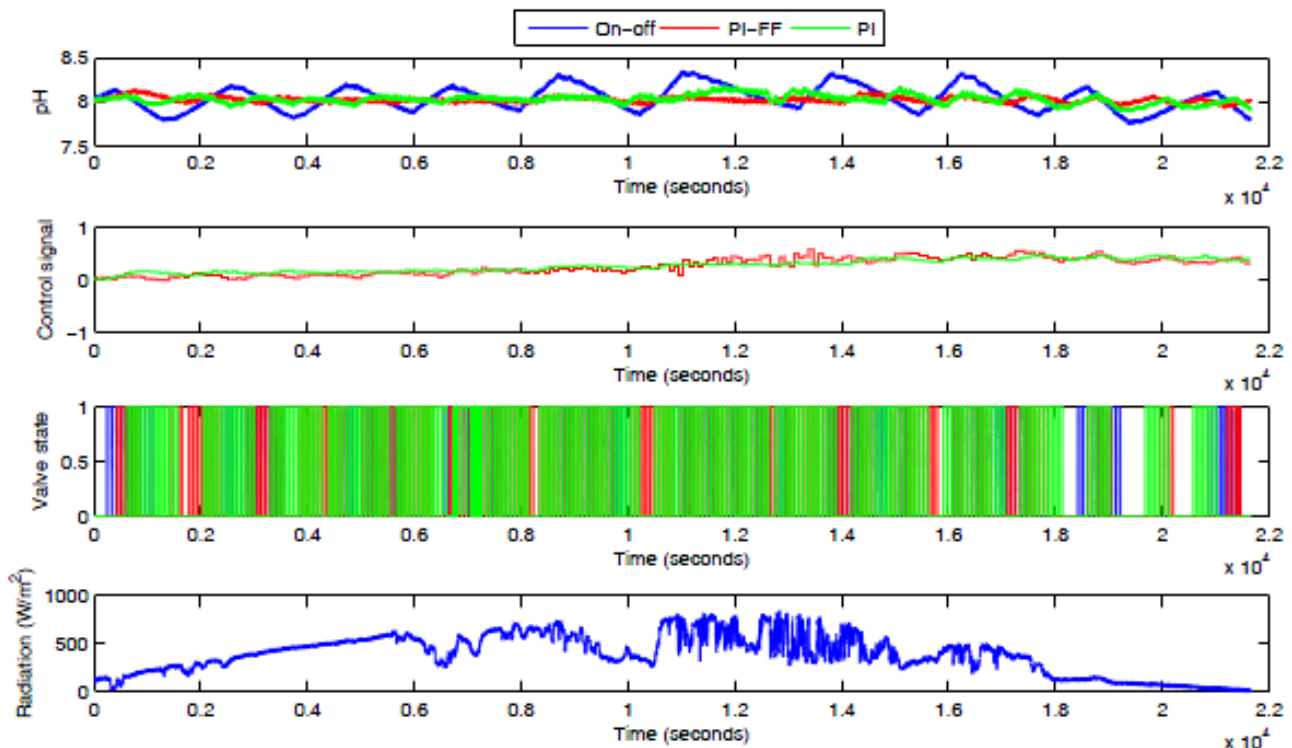 On-off PI-FF PI
8.5
8
7.5
pH
0 0.2 0.4 0.6 0.8 1 1.2 1.4 1.6 1.8 2 2.2
Time (seconds)
x 10^4
1
0
-1
Control signal
0 0.2 0.4 0.6 0.8 1 1.2 1.4 1.6 1.8 2 2.2
Time (seconds)
x 10^4
1
0.5
0
Valve state
0 0.2 0.4 0.6 0.8 1 1.2 1.4 1.6 1.8 2 2.2
Time (seconds)
x 10^4
1000
500
0
Radiation (W/m^2)
0 0.2 0.4 0.6 0.8 1 1.2 1.4 1.6 1.8 2 2.2
Time (seconds)
x 10^4